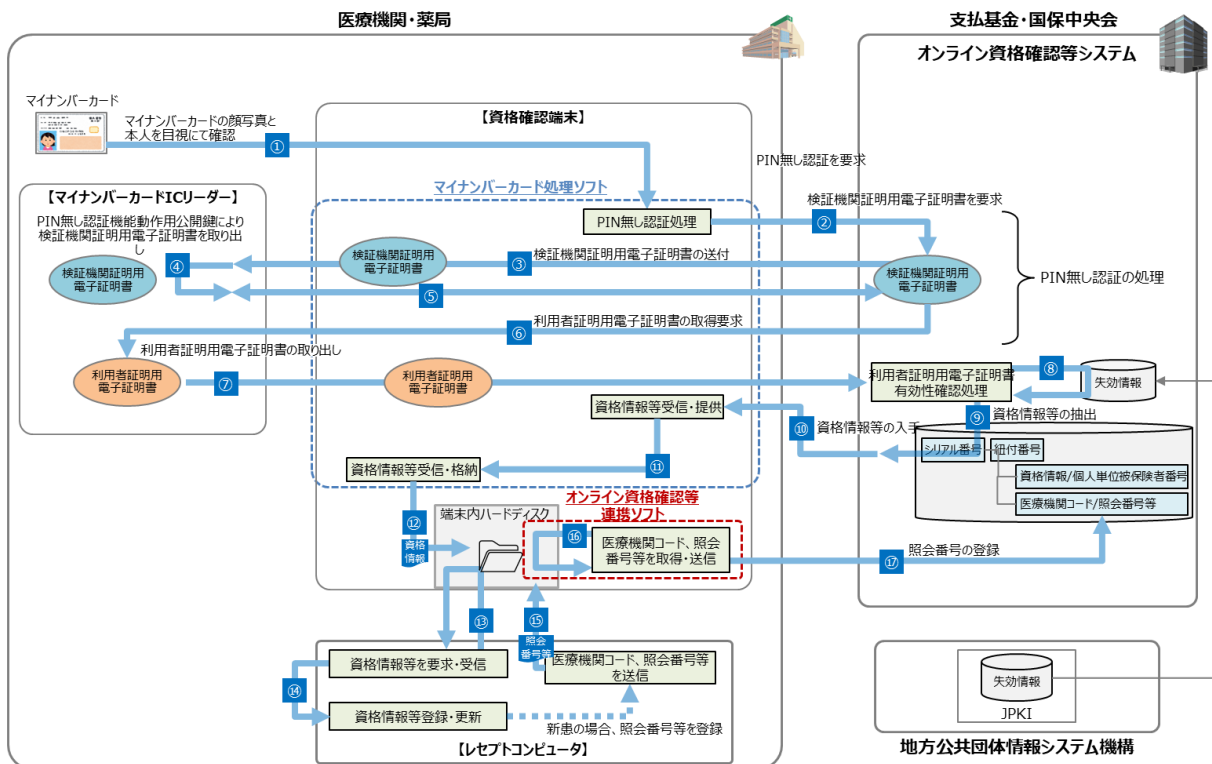 医療機関・薬局
支払基金・国保中央会
オンライン資格確認等システム
マイナンバーカード
マイナンバーカードの顔写真と
本人を目視にて確認
①
【資格確認端末】
PIN無し認証を要求
【マイナンバーカードICリーダー】
マイナンバーカード処理ソフト
PIN無し認証機能動作用公開鍵により
検証機関証明用電子証明書を取り出
し
PIN無し認証処理
②
検証機関証明用電子証明書を要求
検証機関証明用
電子証明書
④
検証機関証明用
電子証明書
③
検証機関証明用電子証明書の送付
検証機関証明用
電子証明書
PIN無し認証の処理
⑤
⑥
利用者証明用電子証明書の取得要求
利用者証明用電子証明書の取り出し
利用者証明用
電子証明書
⑦
利用者証明用
電子証明書
利用者証明用電子証明書
有効性確認処理
⑧
失効情報
資格情報等受信・提供
⑩
資格情報等の入手
⑨
資格情報等の抽出
シリアル番号
紐付番号
資格情報/個人単位被保険者番号
医療機関コード/照会番号等
⑪
資格情報等受信・格納
オンライン資格確認等
連携ソフト
⑫
資格
情報
端末内ハードディスク
⑯
医療機関コード、照会
番号等を取得・送信
⑰
照会番号の登録
⑬
⑮
照会
番号等
資格情報等を要求・受信
医療機関コード、照会番号等
を送信
⑭
資格情報等登録・更新
新患の場合、照会番号等を登録
【レセプトコンピュータ】
失効情報
JPKI
地方公共団体情報システム機構